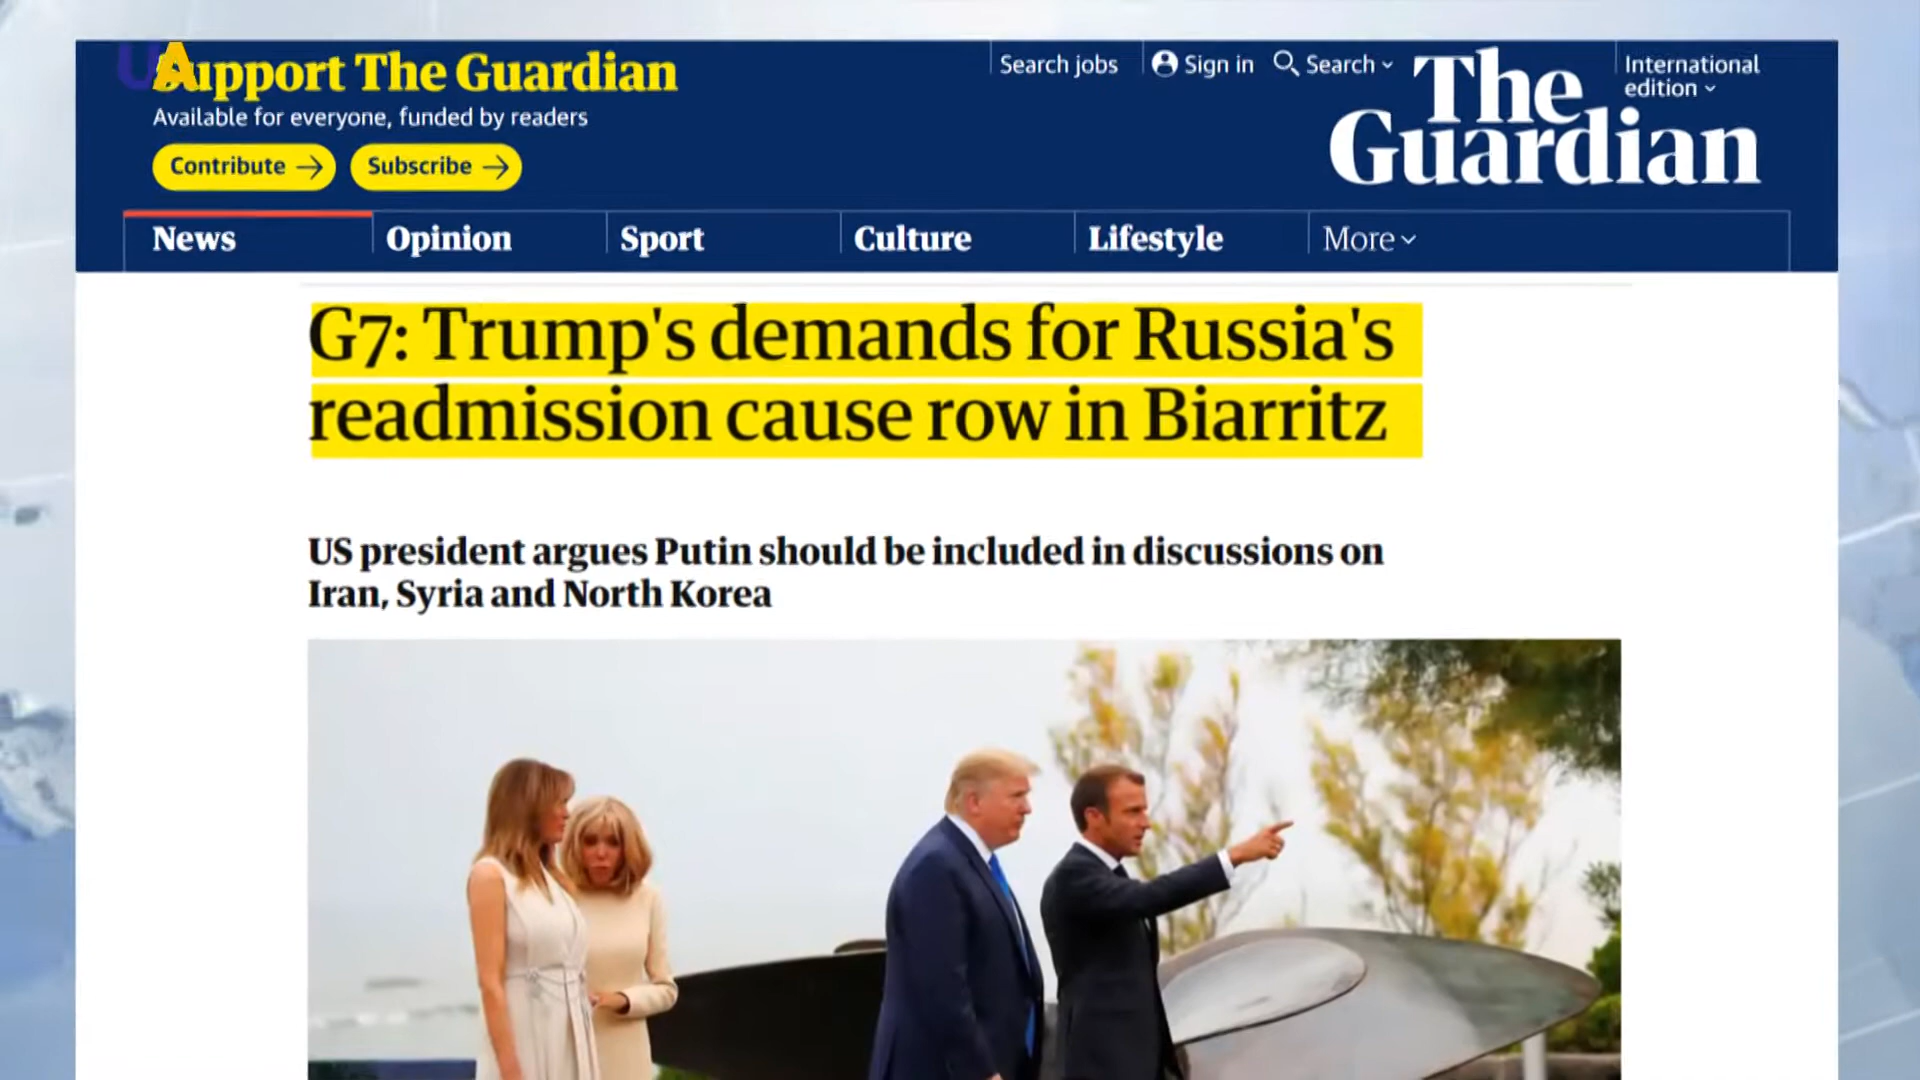 UA
Support The Guardian
Available for everyone, funded by readers
Contribute →
Subscribe →
Search jobs
Sign in
Search
International
edition
The
Guardian
News
Opinion
Sport
Culture
Lifestyle
More
G7: Trump's demands for Russia's
readmission cause row in Biarritz
US president argues Putin should be included in discussions on
Iran, Syria and North Korea